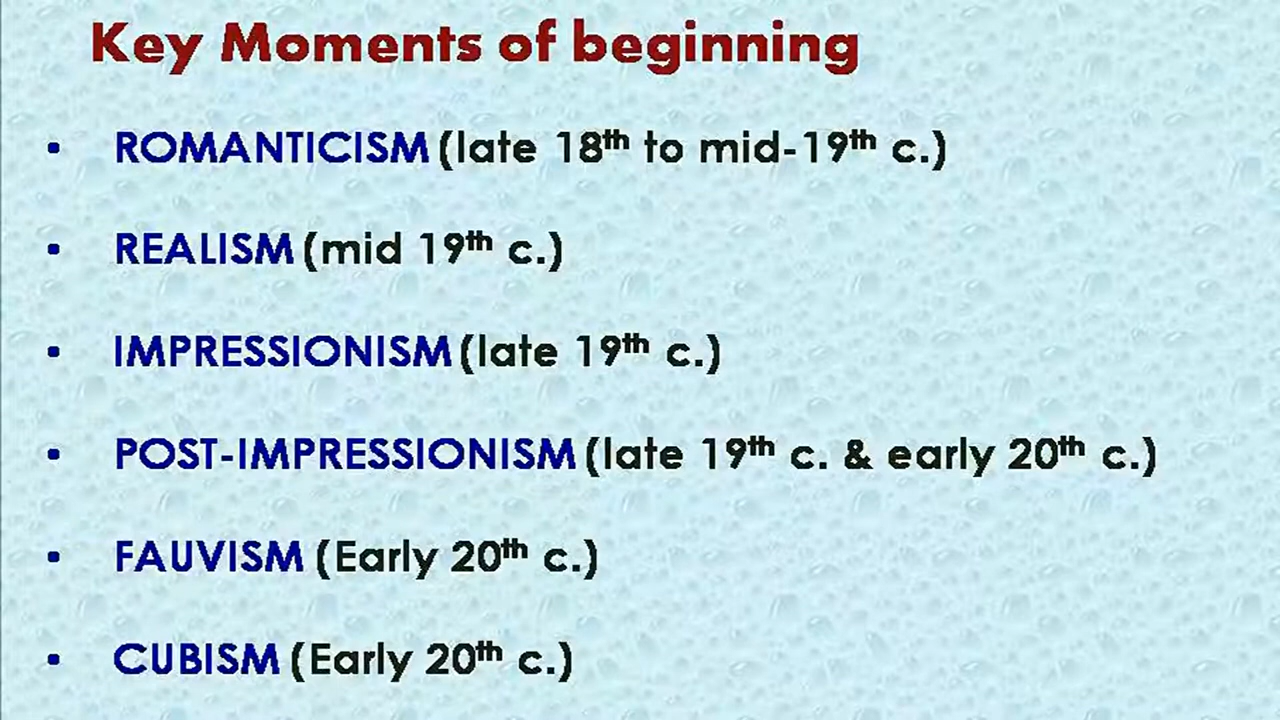 Key Moments of beginning
• ROMANTICISM (late 18th to mid-19th c.)
• REALISM (mid 19th c.)
• IMPRESSIONISM (late 19th c.)
• POST-IMPRESSIONISM (late 19th c. & early 20th c.)
• FAUVISM (Early 20th c.)
• CUBISM (Early 20th c.)